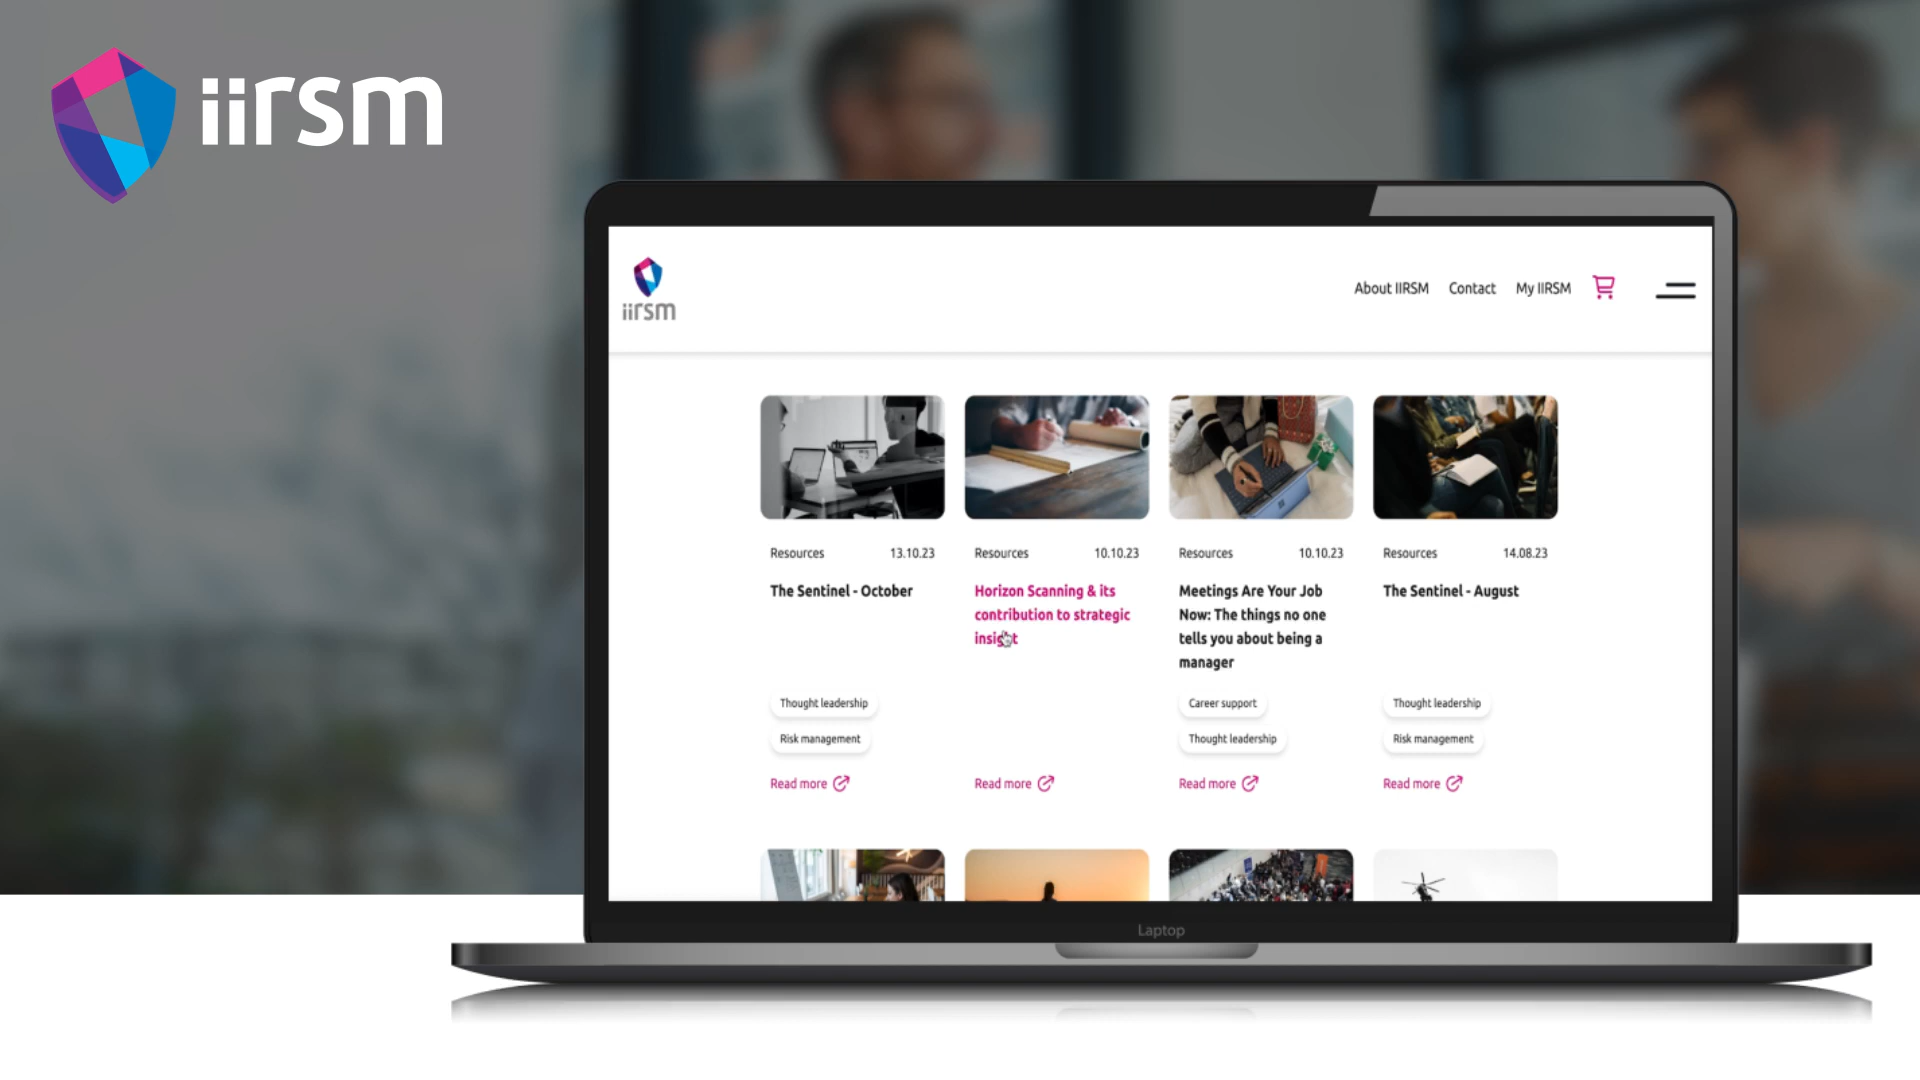 iirsm
iirsm
About IIRSM Contact My IIRSM
Resources 13.10.23
The Sentinel - October
Thought leadership
Risk management
Read more
Resources 10.10.23
Horizon Scanning & its
contribution to strategic
insight
Read more
Resources 10.10.23
Meetings Are Your Job
Now: The things no one
tells you about being a
manager
Career support
Thought leadership
Read more
Resources 14.08.23
The Sentinel - August
Thought leadership
Risk management
Read more
Laptop